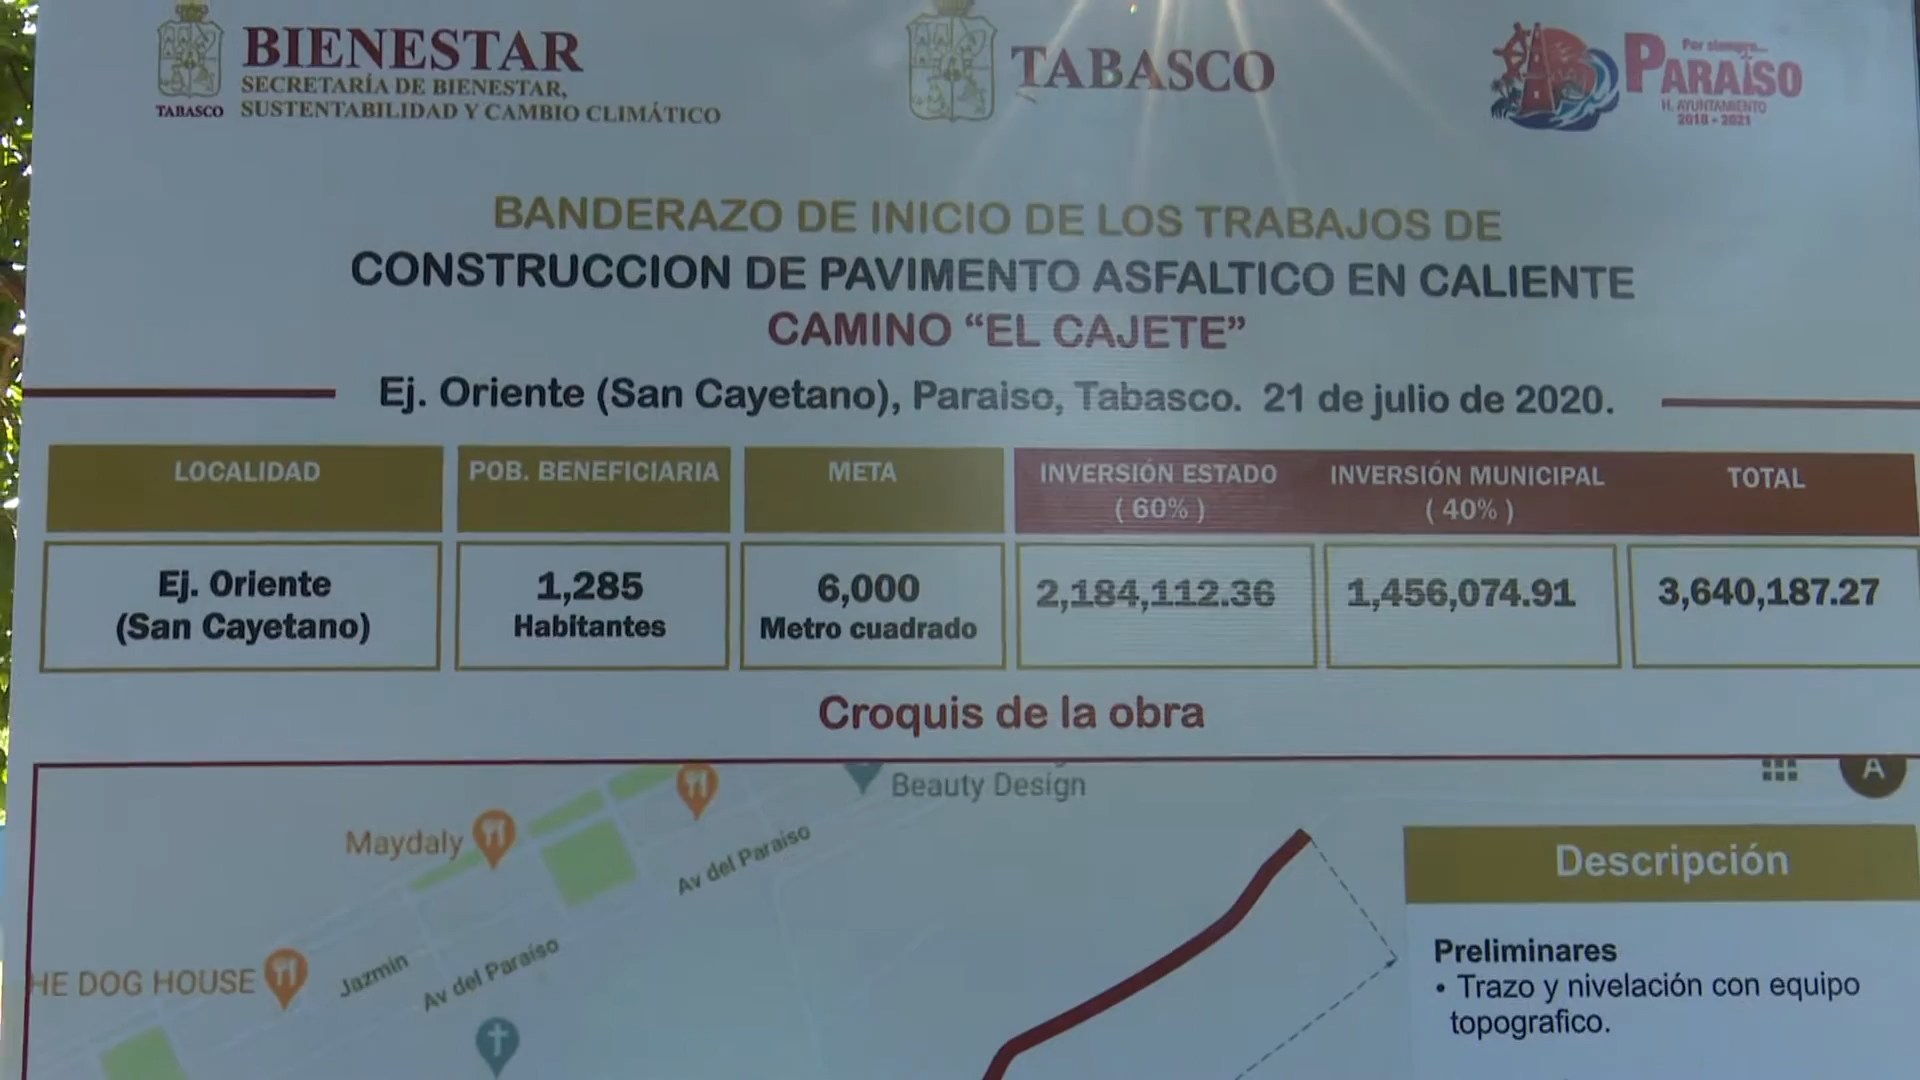 BIENESTAR
SECRETARÍA DE BIENESTAR,
SUSTENTABILIDAD Y CAMBIO CLIMÁTICO
TABASCO
TABASCO
Por siempre...
PARAÍSO
H. AYUNTAMIENTO
2018 - 2021
BANDERAZO DE INICIO DE LOS TRABAJOS DE
CONSTRUCCION DE PAVIMENTO ASFALTICO EN CALIENTE
CAMINO “EL CAJETE”
Ej. Oriente (San Cayetano), Paraiso, Tabasco. 21 de julio de 2020.
LOCALIDAD
POB. BENEFICIARIA
META
INVERSIÓN ESTADO
( 60% )
INVERSIÓN MUNICIPAL
( 40% )
TOTAL
Ej. Oriente
(San Cayetano)
1,285
Habitantes
6,000
Metro cuadrado
2,184,112.36
1,456,074.91
3,640,187.27
Croquis de la obra
Beauty Design
A
Maydaly
Av del Paraíso
HE DOG HOUSE
Jazmin
Av del Paraíso
Descripción
Preliminares
• Trazo y nivelación con equipo
topografico.